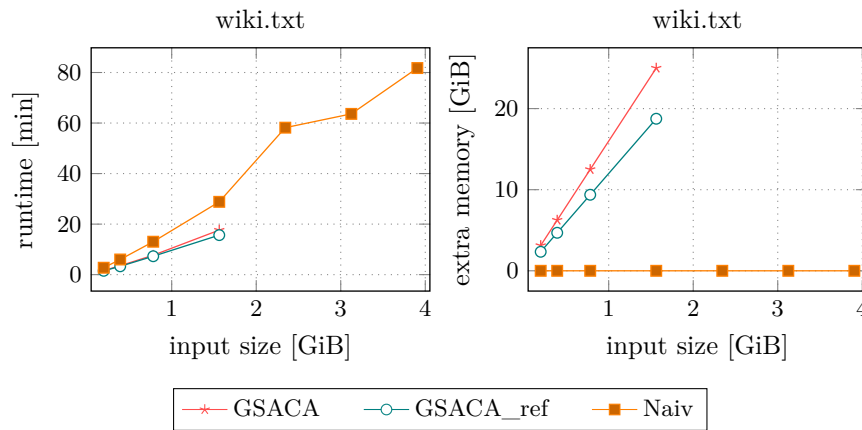 wiki.txt
runtime [min]
80
60
40
20
0
1 2 3 4
input size [GiB]
wiki.txt
extra memory [GiB]
20
10
0
1 2 3 4
input size [GiB]
GSACA GSACA_ref Naiv